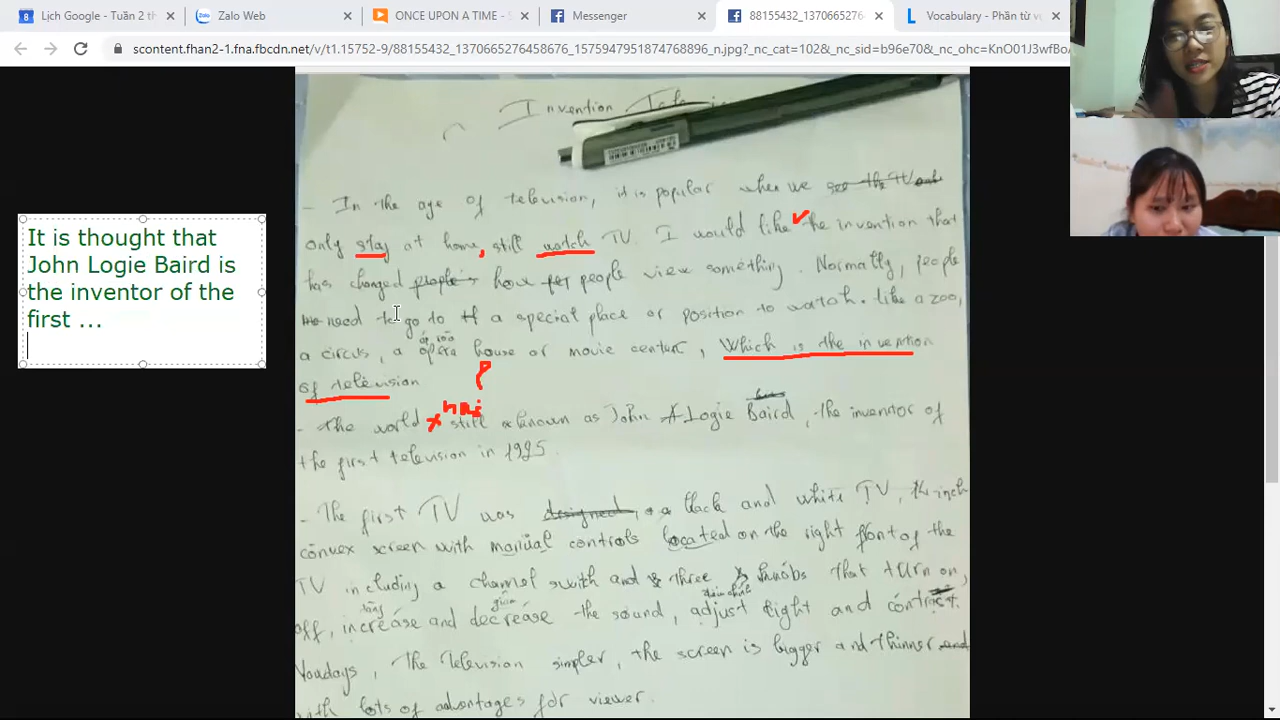 Lịch Google - Tuần 2 th
Zalo Web
ONCE UPON A TIME - S
Messenger
88155432_1370665276
Vocabulary - Phần từ v
scontent.fhan2-1.fna.fbcdn.net/v/t1.15752-9/88155432_1370665276458676_1575947951874768896_n.jpg?_nc_cat=102&_nc_sid=b96e70&_nc_ohc=KnO01J3wfBo
It is thought that
John Logie Baird is
the inventor of the
first ...
Invention
- In the age of television, it is popular when we see the TV
only stay at home, still watch TV. I would like the invention that
has changed people's how people view something. Normally, people
need to go to a special place or position to watch. like a zoo,
a circus, a opera house or movie center, Which is the invention
of television
- The world still known as John Logie Baird, the inventor of
the first television in 1925.
- The first TV was designed, a black and white TV, 14-inch
convex screen with manual controls located on the right front of the
TV including a channel swith and three knobs that turn on,
tăng giảm
off, increase and decrease the sound, adjust light and
Noadays, the Television simpler, the screen is bigger and thinner and
with lots of advantages for viewer.